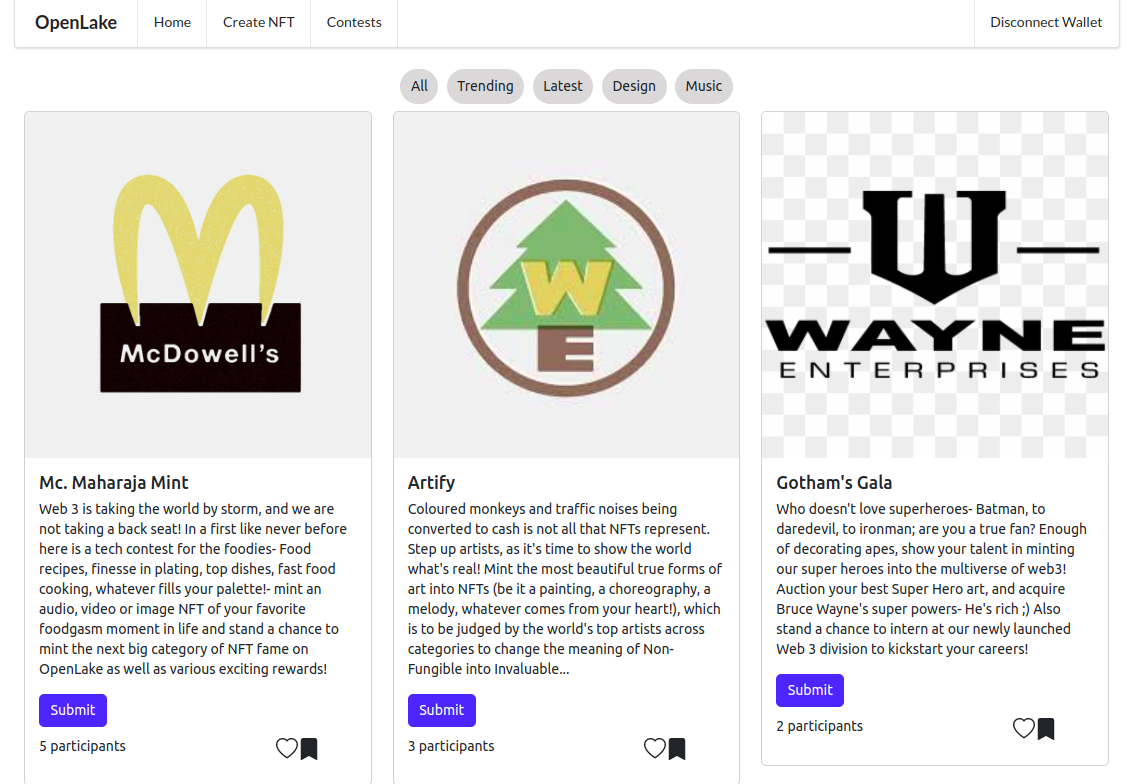 OpenLake Home Create NFT Contests Disconnect Wallet
All Trending Latest Design Music
McDowell's
W
E
WAYNE
ENTERPRISES
Mc. Maharaja Mint
Web 3 is taking the world by storm, and we are
not taking a back seat! In a first like never before
here is a tech contest for the foodies- Food
recipes, finesse in plating, top dishes, fast food
cooking, whatever fills your palette!- mint an
audio, video or image NFT of your favorite
foodgasm moment in life and stand a chance to
mint the next big category of NFT fame on
OpenLake as well as various exciting rewards!
Submit
5 participants
Artify
Coloured monkeys and traffic noises being
converted to cash is not all that NFTs represent.
Step up artists, as it's time to show the world
what's real! Mint the most beautiful true forms of
art into NFTs (be it a painting, a choreography, a
melody, whatever comes from your heart!), which
is to be judged by the world's top artists across
categories to change the meaning of Non-
Fungible into Invaluable...
Submit
3 participants
Gotham's Gala
Who doesn't love superheroes- Batman, to
daredevil, to ironman; are you a true fan? Enough
of decorating apes, show your talent in minting
our super heroes into the multiverse of web3!
Auction your best Super Hero art, and acquire
Bruce Wayne's super powers- He's rich ;) Also
stand a chance to intern at our newly launched
Web 3 division to kickstart your careers!
Submit
2 participants